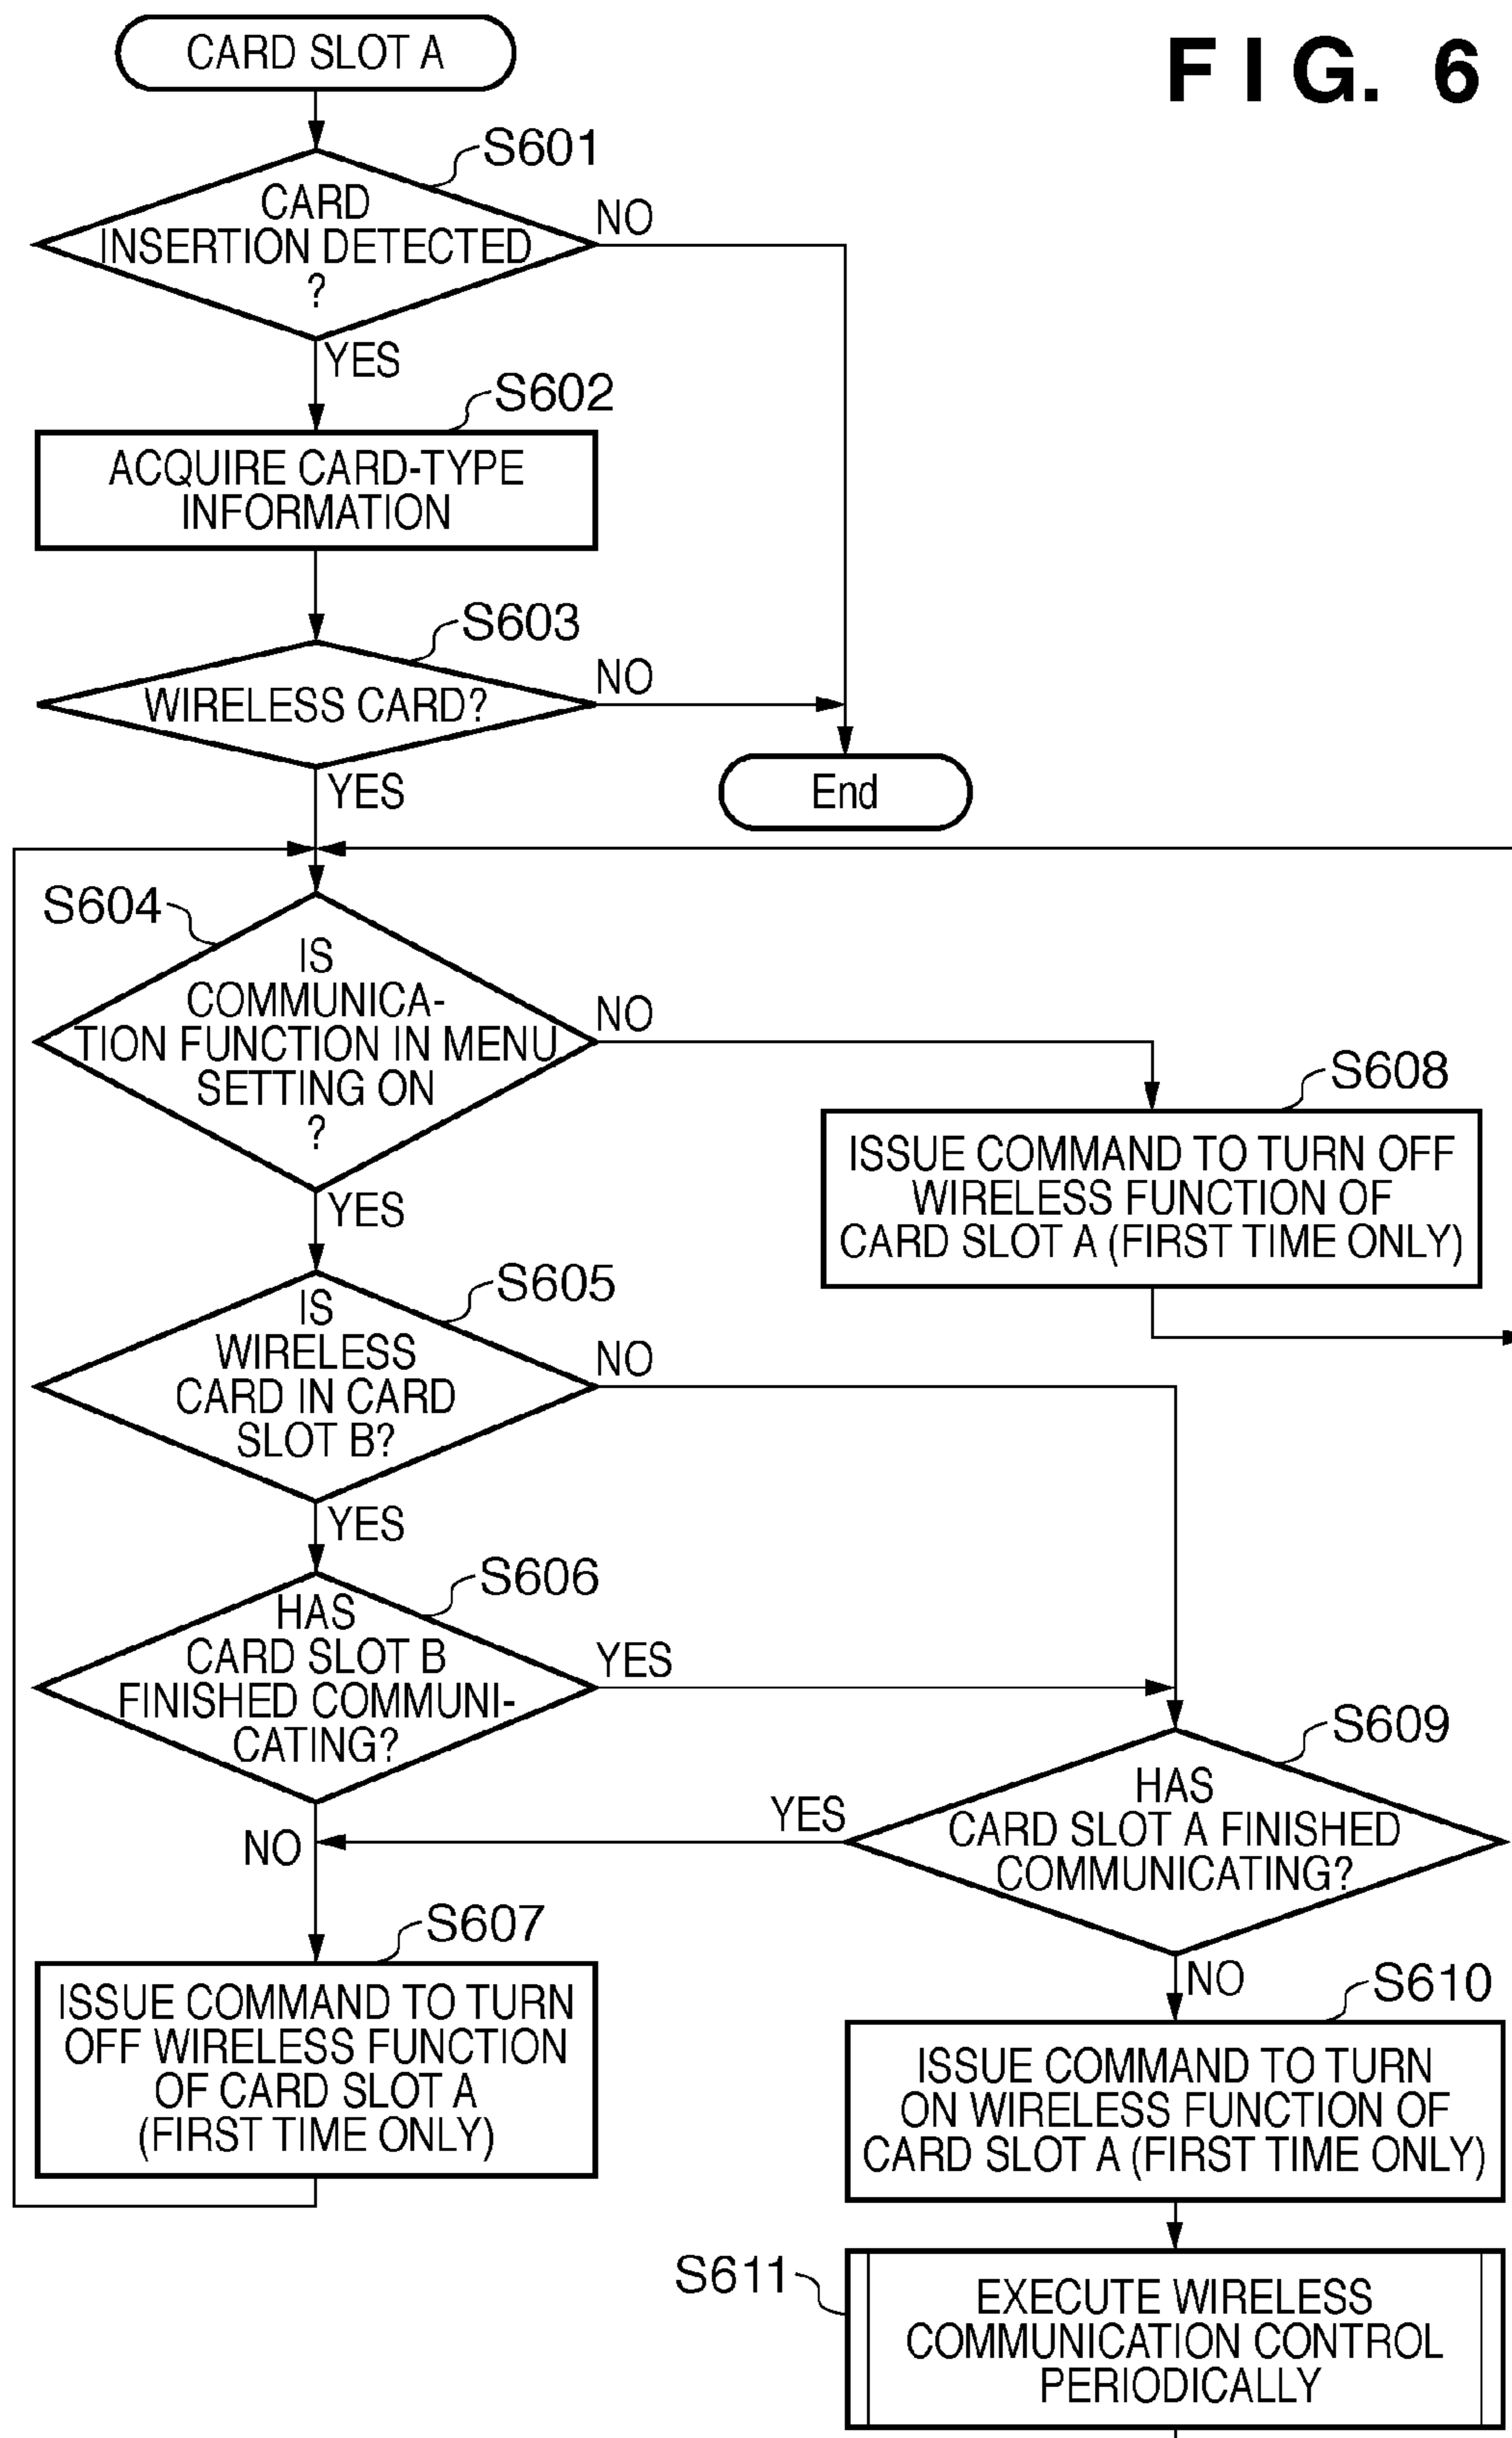 FIG. 6
CARD SLOT A
S601
CARD
INSERTION DETECTED
?
NO
YES
S602
ACQUIRE CARD-TYPE
INFORMATION
S603
WIRELESS CARD?
NO
YES
End
S604
IS
COMMUNICA-
TION FUNCTION IN MENU
SETTING ON
?
NO
YES
S608
ISSUE COMMAND TO TURN OFF
WIRELESS FUNCTION OF
CARD SLOT A (FIRST TIME ONLY)
S605
IS
WIRELESS
CARD IN CARD
SLOT B?
NO
YES
S606
HAS
CARD SLOT B
FINISHED COMMUNI-
CATING?
YES
NO
S609
HAS
CARD SLOT A FINISHED
COMMUNICATING?
YES
NO
S607
ISSUE COMMAND TO TURN
OFF WIRELESS FUNCTION
OF CARD SLOT A
(FIRST TIME ONLY)
S610
ISSUE COMMAND TO TURN
ON WIRELESS FUNCTION OF
CARD SLOT A (FIRST TIME ONLY)
S611
EXECUTE WIRELESS
COMMUNICATION CONTROL
PERIODICALLY